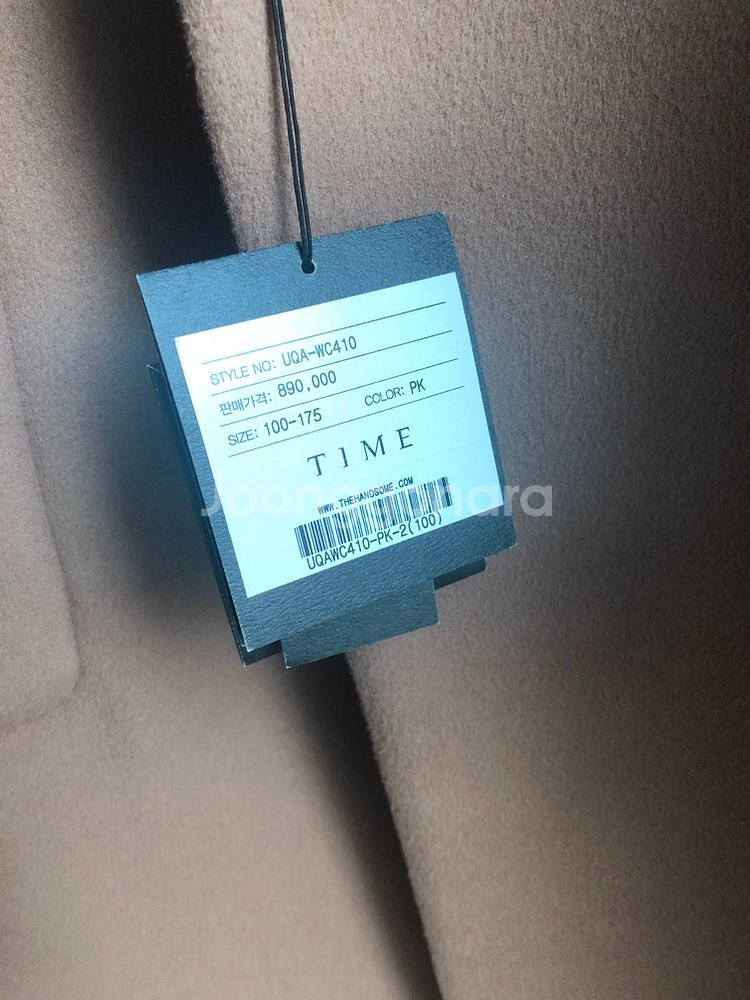 STYLE NO: UQA-WC410
판매가격: 890,000
SIZE: 100-175 COLOR: PK
TIME
WWW.THEHANDSOME.COM
Joonggonara
UQAWC410-PK-2(100)